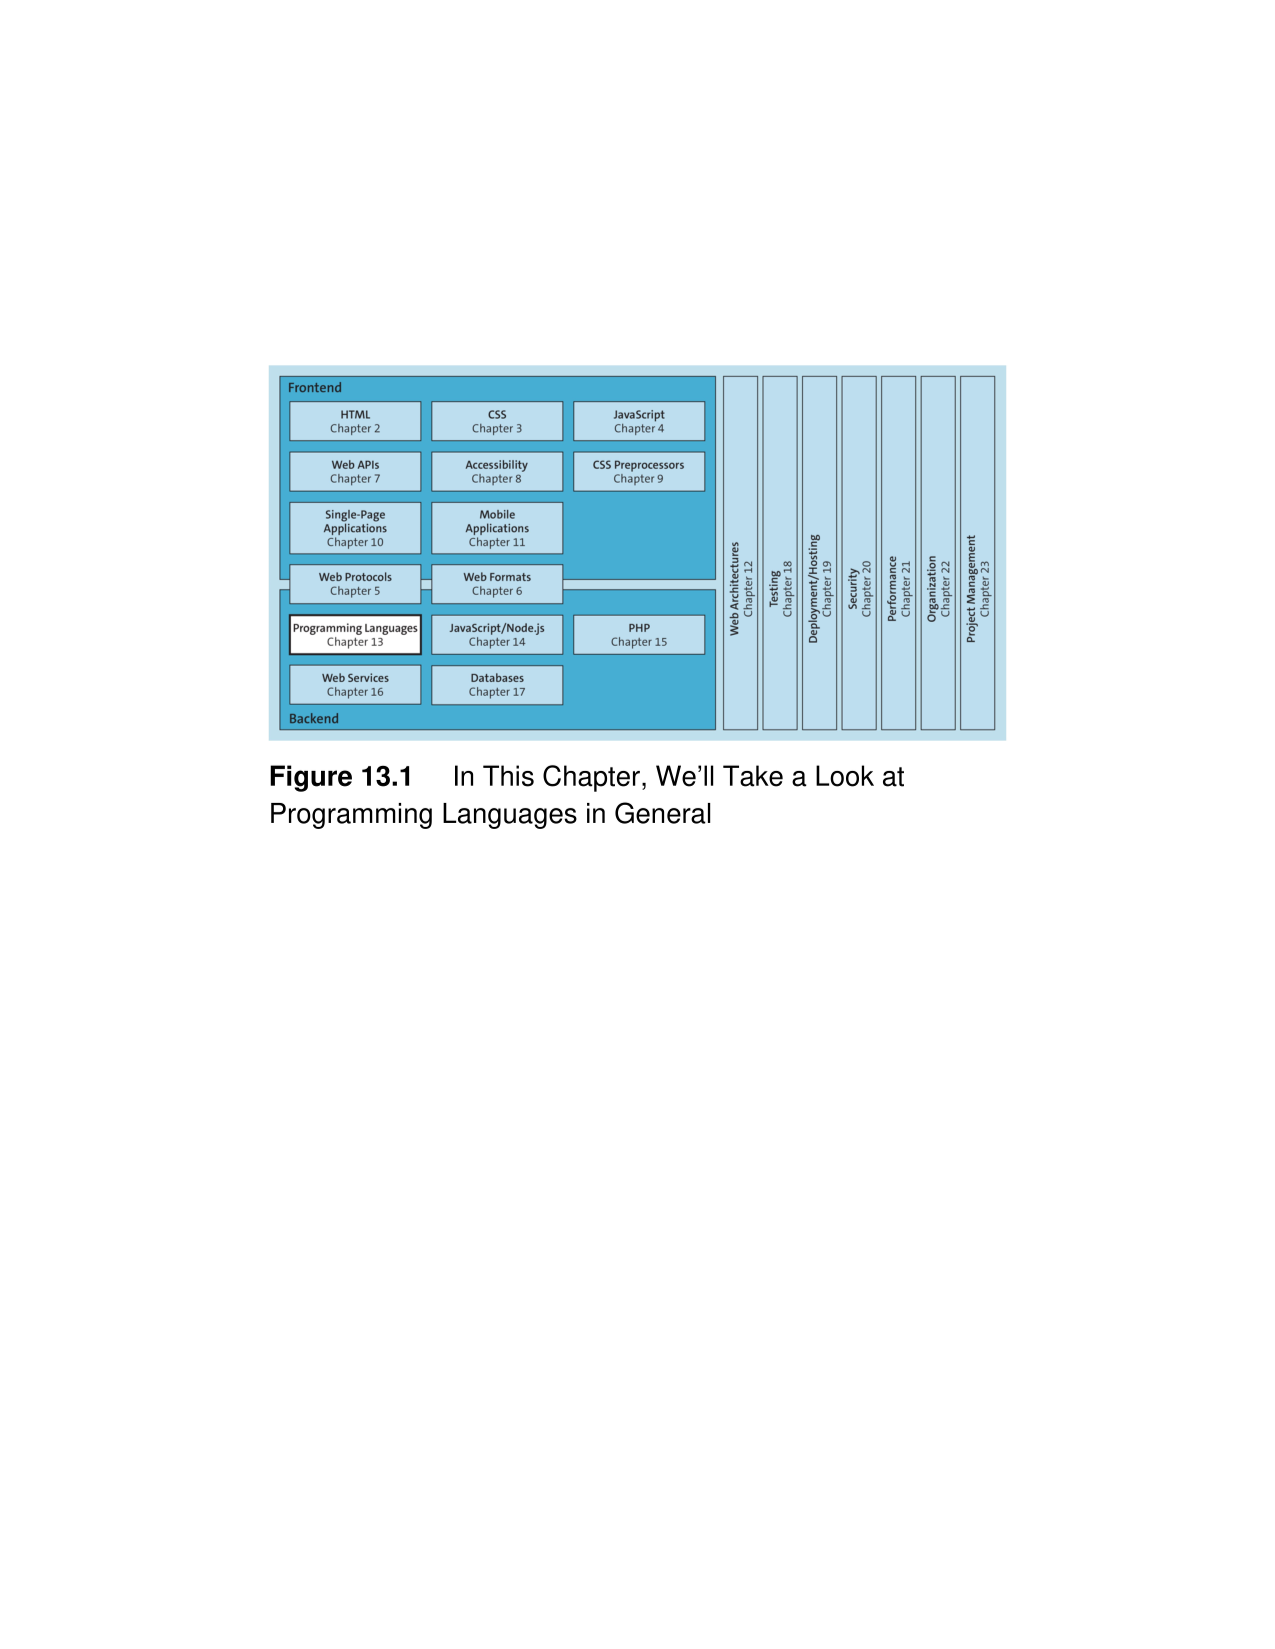 Frontend
HTML
Chapter 2
CSS
Chapter 3
JavaScript
Chapter 4
Web APIs
Chapter 7
Accessibility
Chapter 8
CSS Preprocessors
Chapter 9
Single-Page
Applications
Chapter 10
Mobile
Applications
Chapter 11
Web Protocols
Chapter 5
Web Formats
Chapter 6
Programming Languages
Chapter 13
JavaScript/Node.js
Chapter 14
PHP
Chapter 15
Web Services
Chapter 16
Databases
Chapter 17
Backend
Web Architectures
Chapter 12
Testing
Chapter 18
Deployment/Hosting
Chapter 19
Security
Chapter 20
Performance
Chapter 21
Organization
Chapter 22
Project Management
Chapter 23
Figure 13.1 In This Chapter, We’ll Take a Look at
Programming Languages in General